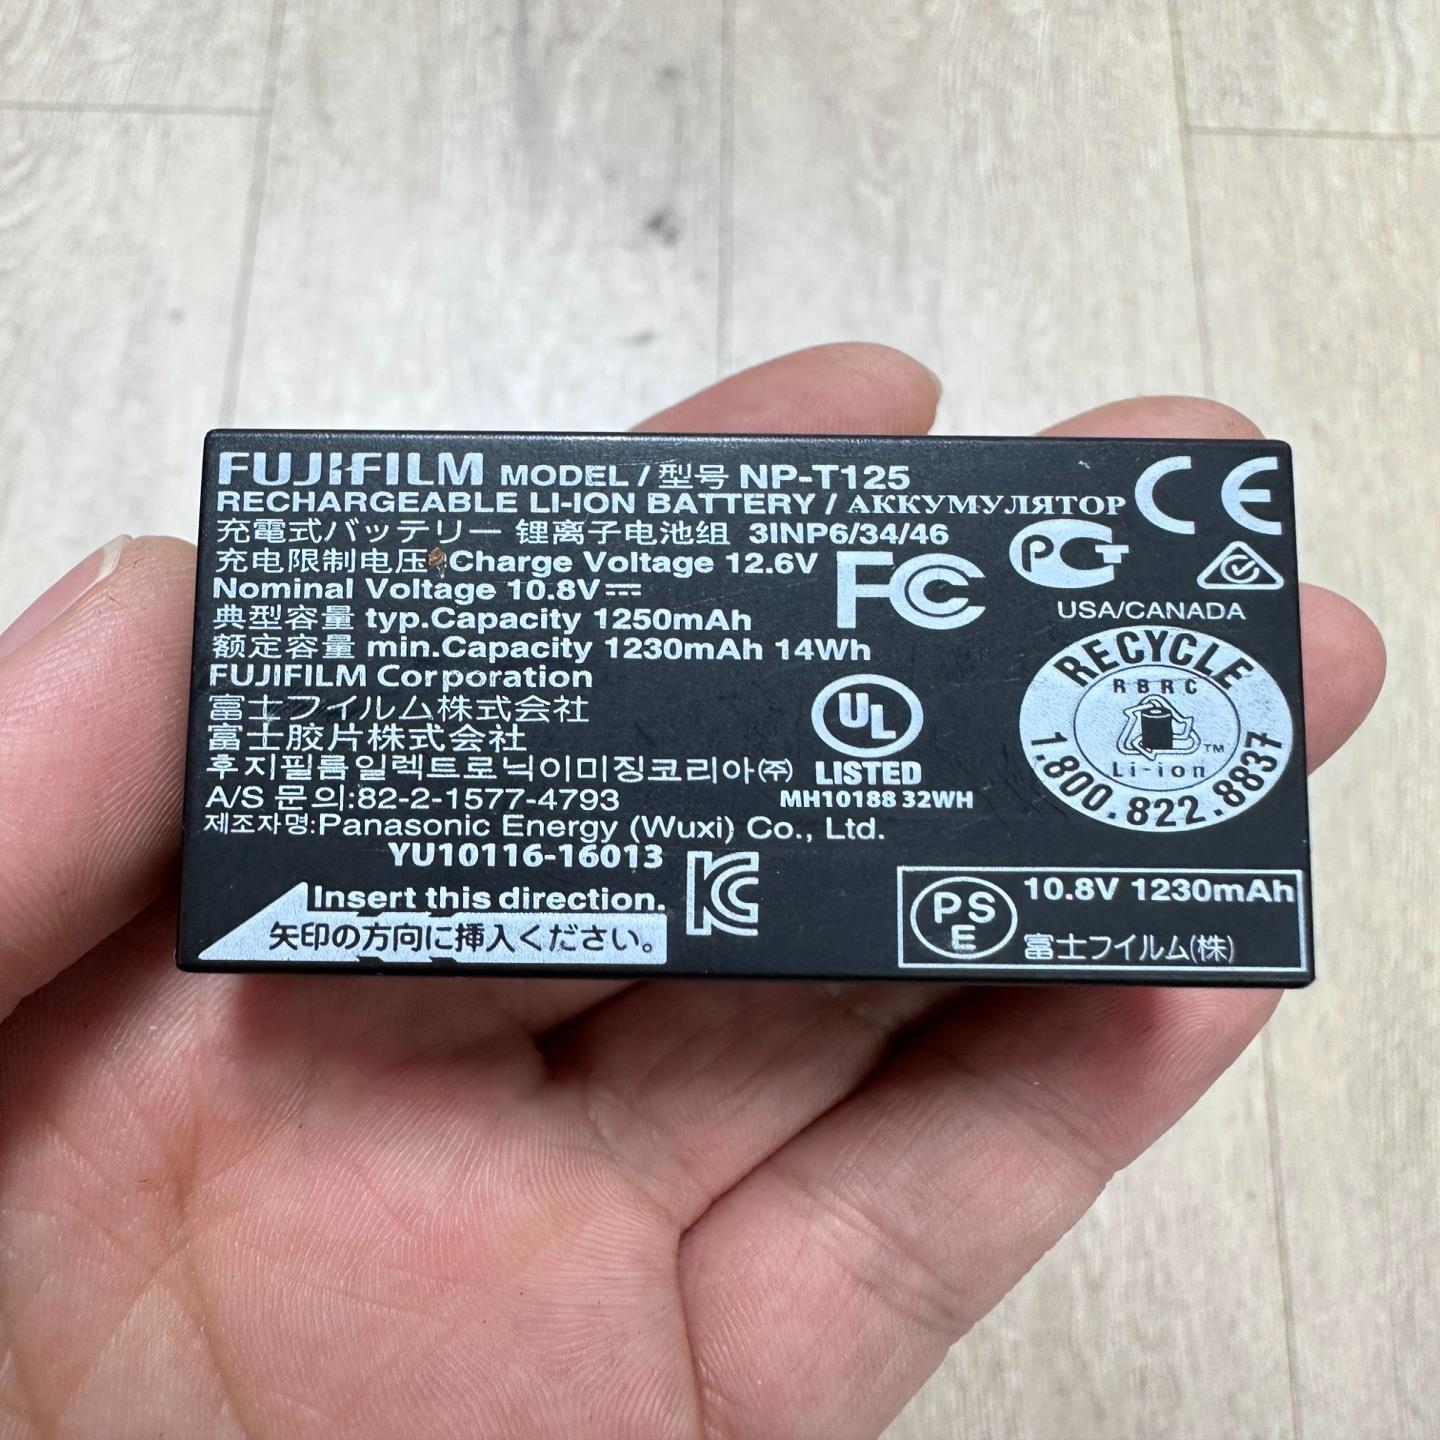 FUJIFILM MODEL / 型号 NP-T125
RECHARGEABLE LI-ION BATTERY / АККУМУЛЯТОР
充電式バッテリー 锂离子电池组 3INP6/34/46
充电限制电压 Charge Voltage 12.6V
Nominal Voltage 10.8V⎓
典型容量 typ.Capacity 1250mAh
额定容量 min.Capacity 1230mAh 14Wh
FUJIFILM Corporation
富士フイルム株式会社
富士胶片株式会社
후지필름일렉트로닉이미징코리아㈜
A/S 문의:82-2-1577-4793
제조자명:Panasonic Energy (Wuxi) Co., Ltd.
YU10116-16013
Insert this direction.
矢印の方向に挿入ください。
KC
CE
FC
PCT
UL
LISTED
MH10188 32WH
USA/CANADA
RECYCLE
RBRC
TM
Li-ion
1.800.822.8837
PSE
10.8V 1230mAh
富士フイルム(株)